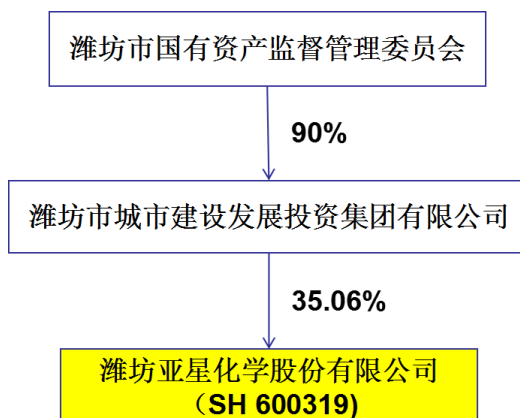 潍坊市国有资产监督管理委员会
90%
潍坊市城市建设发展投资集团有限公司
35.06%
潍坊亚星化学股份有限公司
（SH 600319)